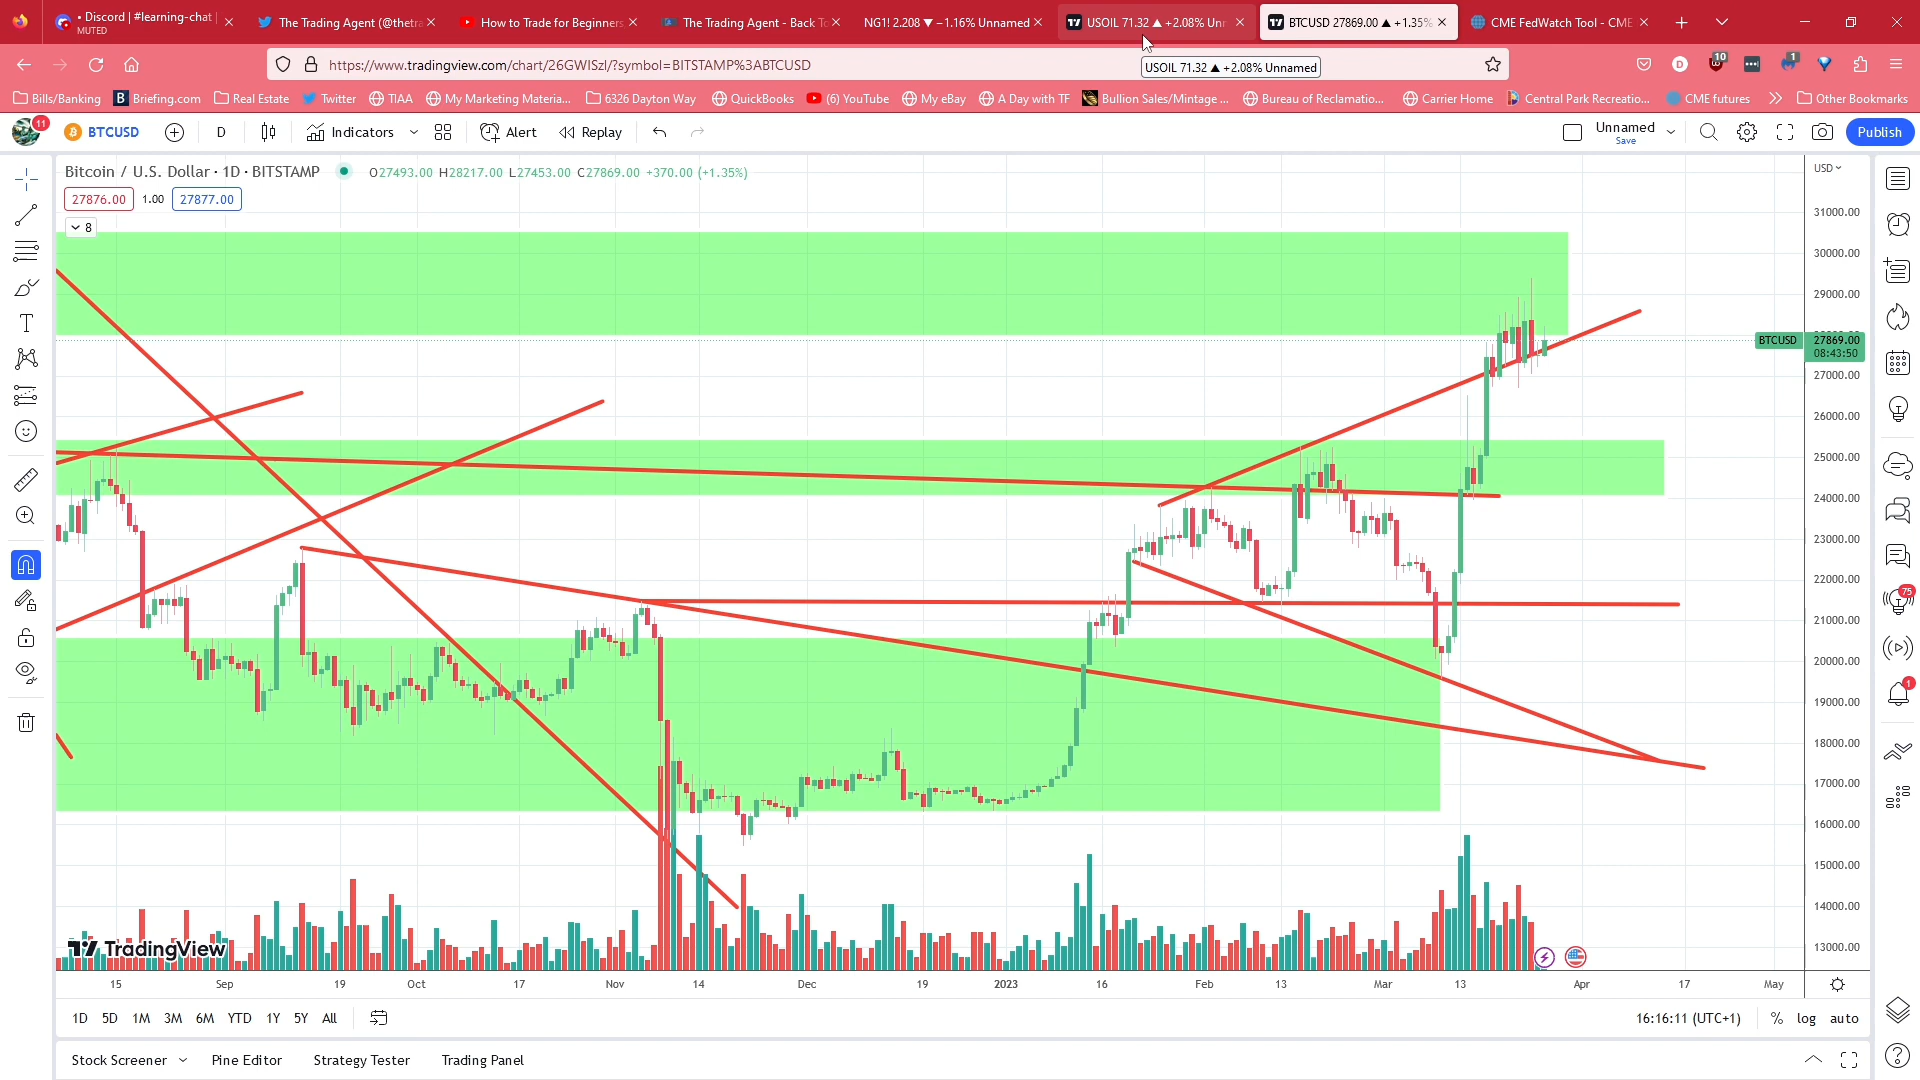 • Discord | #learning-chat |
MUTED
The Trading Agent (@thetra
How to Trade for Beginners
The Trading Agent - Back To
NG1! 2.208 ▼ −1.16% Unnamed
USOIL 71.32 ▲ +2.08% Unn
BTCUSD 27869.00 ▲ +1.35%
CME FedWatch Tool - CME
https://www.tradingview.com/chart/26GWISzl/?symbol=BITSTAMP%3ABTCUSD
USOIL 71.32 ▲ +2.08% Unnamed
10
1
Bills/Banking
Briefing.com
Real Estate
Twitter
TIAA
My Marketing Materia...
6326 Dayton Way
QuickBooks
(6) YouTube
My eBay
A Day with TF
Bullion Sales/Mintage ...
Bureau of Reclamatio...
Carrier Home
Central Park Recreatio...
CME futures
Other Bookmarks
11
BTCUSD
D
Indicators
Alert
Replay
Unnamed
Save
Publish
Bitcoin / U.S. Dollar · 1D · BITSTAMP
O27493.00 H28217.00 L27453.00 C27869.00 +370.00 (+1.35%)
27876.00
1.00
27877.00
8
USD
31000.00
30000.00
29000.00
BTCUSD
27869.00
08:43:50
27000.00
26000.00
25000.00
24000.00
23000.00
22000.00
21000.00
20000.00
19000.00
18000.00
17000.00
16000.00
15000.00
14000.00
13000.00
75
1
TradingView
15
Sep
19
Oct
17
Nov
14
Dec
19
2023
16
Feb
13
Mar
13
Apr
17
May
1D
5D
1M
3M
6M
YTD
1Y
5Y
All
16:16:11 (UTC+1)
%
log
auto
Stock Screener
Pine Editor
Strategy Tester
Trading Panel